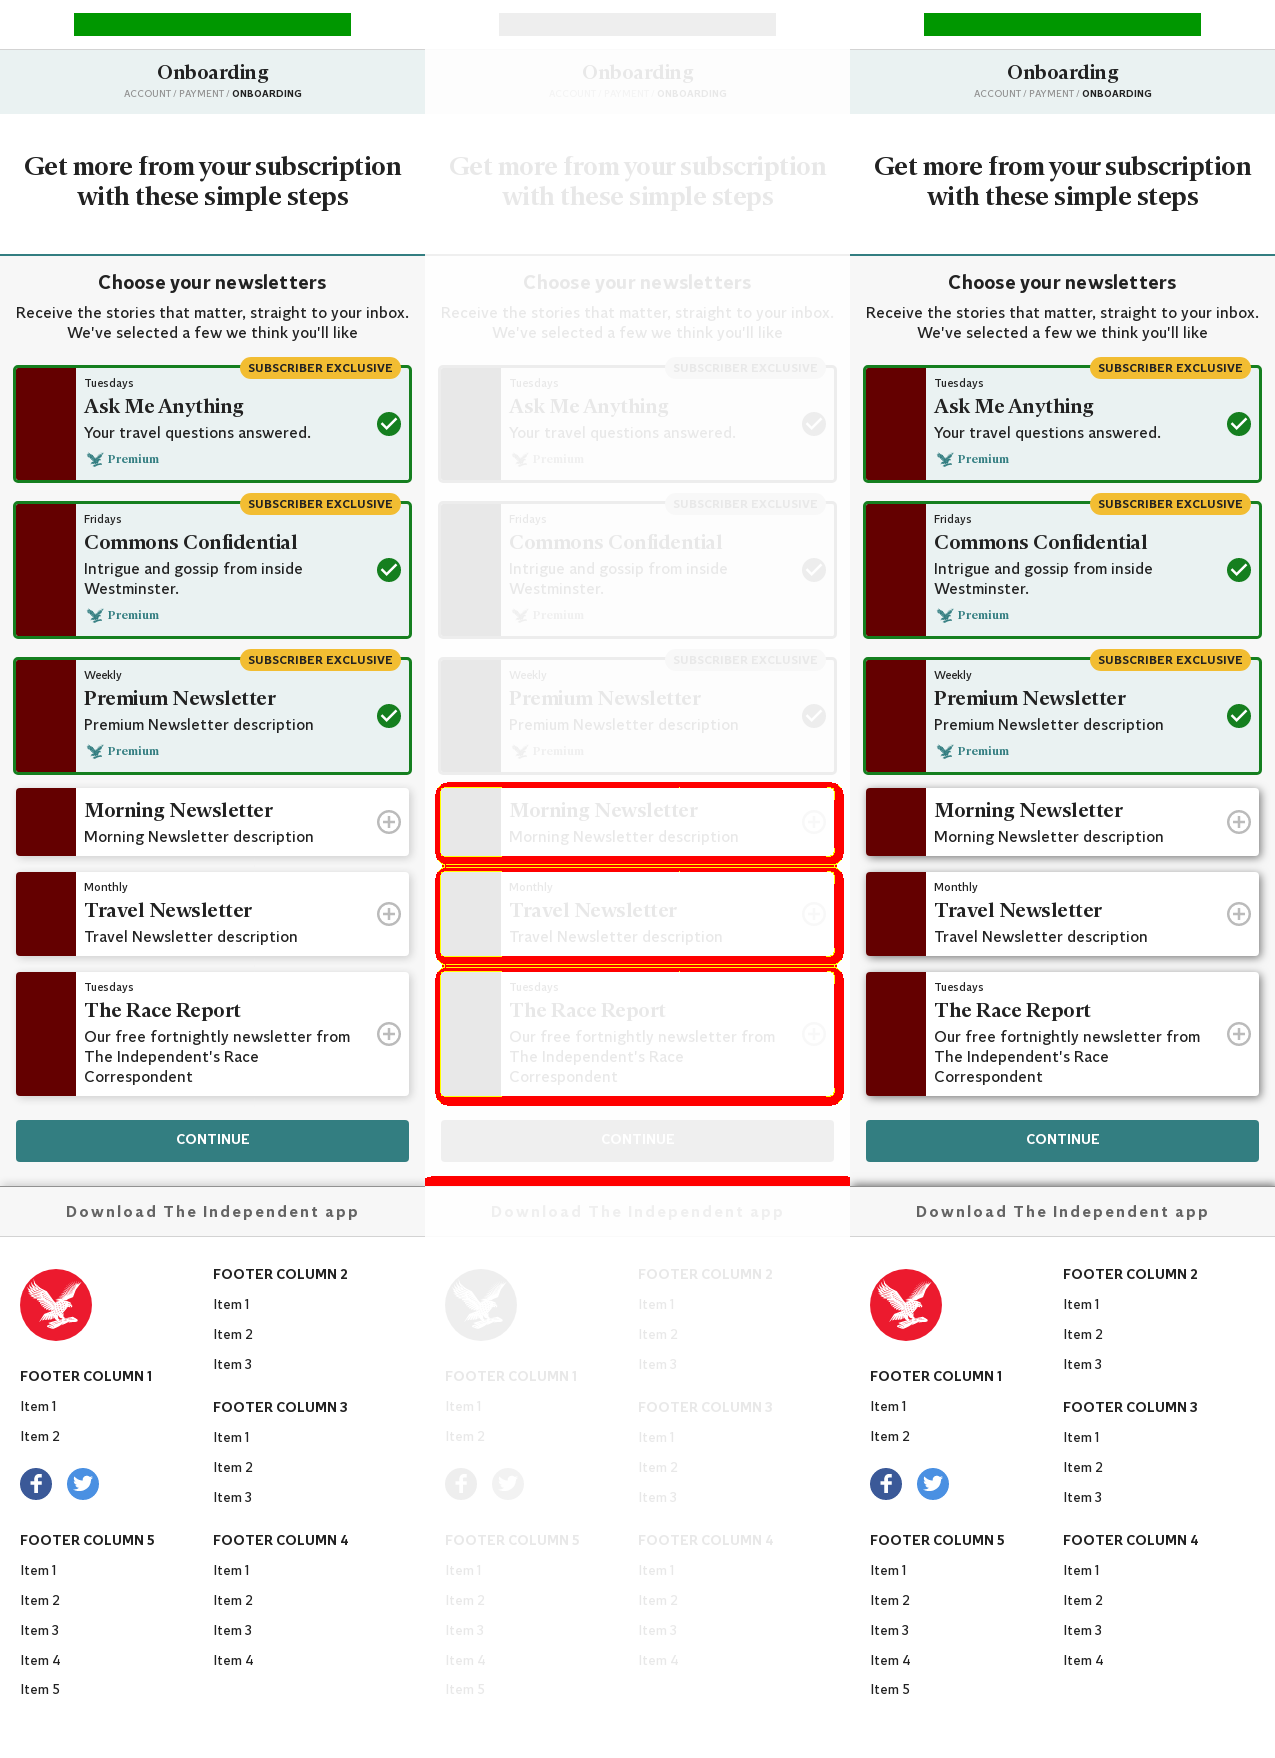 Onboarding
ACCOUNT / PAYMENT / ONBOARDING
Get more from your subscription
with these simple steps
Choose your newsletters
Receive the stories that matter, straight to your inbox.
We've selected a few we think you'll like
SUBSCRIBER EXCLUSIVE
Tuesdays
Ask Me Anything
Your travel questions answered.
Premium
SUBSCRIBER EXCLUSIVE
Fridays
Commons Confidential
Intrigue and gossip from inside
Westminster.
Premium
SUBSCRIBER EXCLUSIVE
Weekly
Premium Newsletter
Premium Newsletter description
Premium
Morning Newsletter
Morning Newsletter description
Monthly
Travel Newsletter
Travel Newsletter description
Tuesdays
The Race Report
Our free fortnightly newsletter from
The Independent's Race
Correspondent
CONTINUE
Download The Independent app
FOOTER COLUMN 1
Item 1
Item 2
FOOTER COLUMN 2
Item 1
Item 2
Item 3
FOOTER COLUMN 3
Item 1
Item 2
Item 3
FOOTER COLUMN 5
Item 1
Item 2
Item 3
Item 4
Item 5
FOOTER COLUMN 4
Item 1
Item 2
Item 3
Item 4
Onboarding
ACCOUNT / PAYMENT / ONBOARDING
Get more from your subscription
with these simple steps
Choose your newsletters
Receive the stories that matter, straight to your inbox.
We've selected a few we think you'll like
SUBSCRIBER EXCLUSIVE
Tuesdays
Ask Me Anything
Your travel questions answered.
Premium
SUBSCRIBER EXCLUSIVE
Fridays
Commons Confidential
Intrigue and gossip from inside
Westminster.
Premium
SUBSCRIBER EXCLUSIVE
Weekly
Premium Newsletter
Premium Newsletter description
Premium
Morning Newsletter
Morning Newsletter description
Monthly
Travel Newsletter
Travel Newsletter description
Tuesdays
The Race Report
Our free fortnightly newsletter from
The Independent's Race
Correspondent
CONTINUE
Download The Independent app
FOOTER COLUMN 1
Item 1
Item 2
FOOTER COLUMN 2
Item 1
Item 2
Item 3
FOOTER COLUMN 3
Item 1
Item 2
Item 3
FOOTER COLUMN 5
Item 1
Item 2
Item 3
Item 4
Item 5
FOOTER COLUMN 4
Item 1
Item 2
Item 3
Item 4
Onboarding
ACCOUNT / PAYMENT / ONBOARDING
Get more from your subscription
with these simple steps
Choose your newsletters
Receive the stories that matter, straight to your inbox.
We've selected a few we think you'll like
SUBSCRIBER EXCLUSIVE
Tuesdays
Ask Me Anything
Your travel questions answered.
Premium
SUBSCRIBER EXCLUSIVE
Fridays
Commons Confidential
Intrigue and gossip from inside
Westminster.
Premium
SUBSCRIBER EXCLUSIVE
Weekly
Premium Newsletter
Premium Newsletter description
Premium
Morning Newsletter
Morning Newsletter description
Monthly
Travel Newsletter
Travel Newsletter description
Tuesdays
The Race Report
Our free fortnightly newsletter from
The Independent's Race
Correspondent
CONTINUE
Download The Independent app
FOOTER COLUMN 1
Item 1
Item 2
FOOTER COLUMN 2
Item 1
Item 2
Item 3
FOOTER COLUMN 3
Item 1
Item 2
Item 3
FOOTER COLUMN 5
Item 1
Item 2
Item 3
Item 4
Item 5
FOOTER COLUMN 4
Item 1
Item 2
Item 3
Item 4